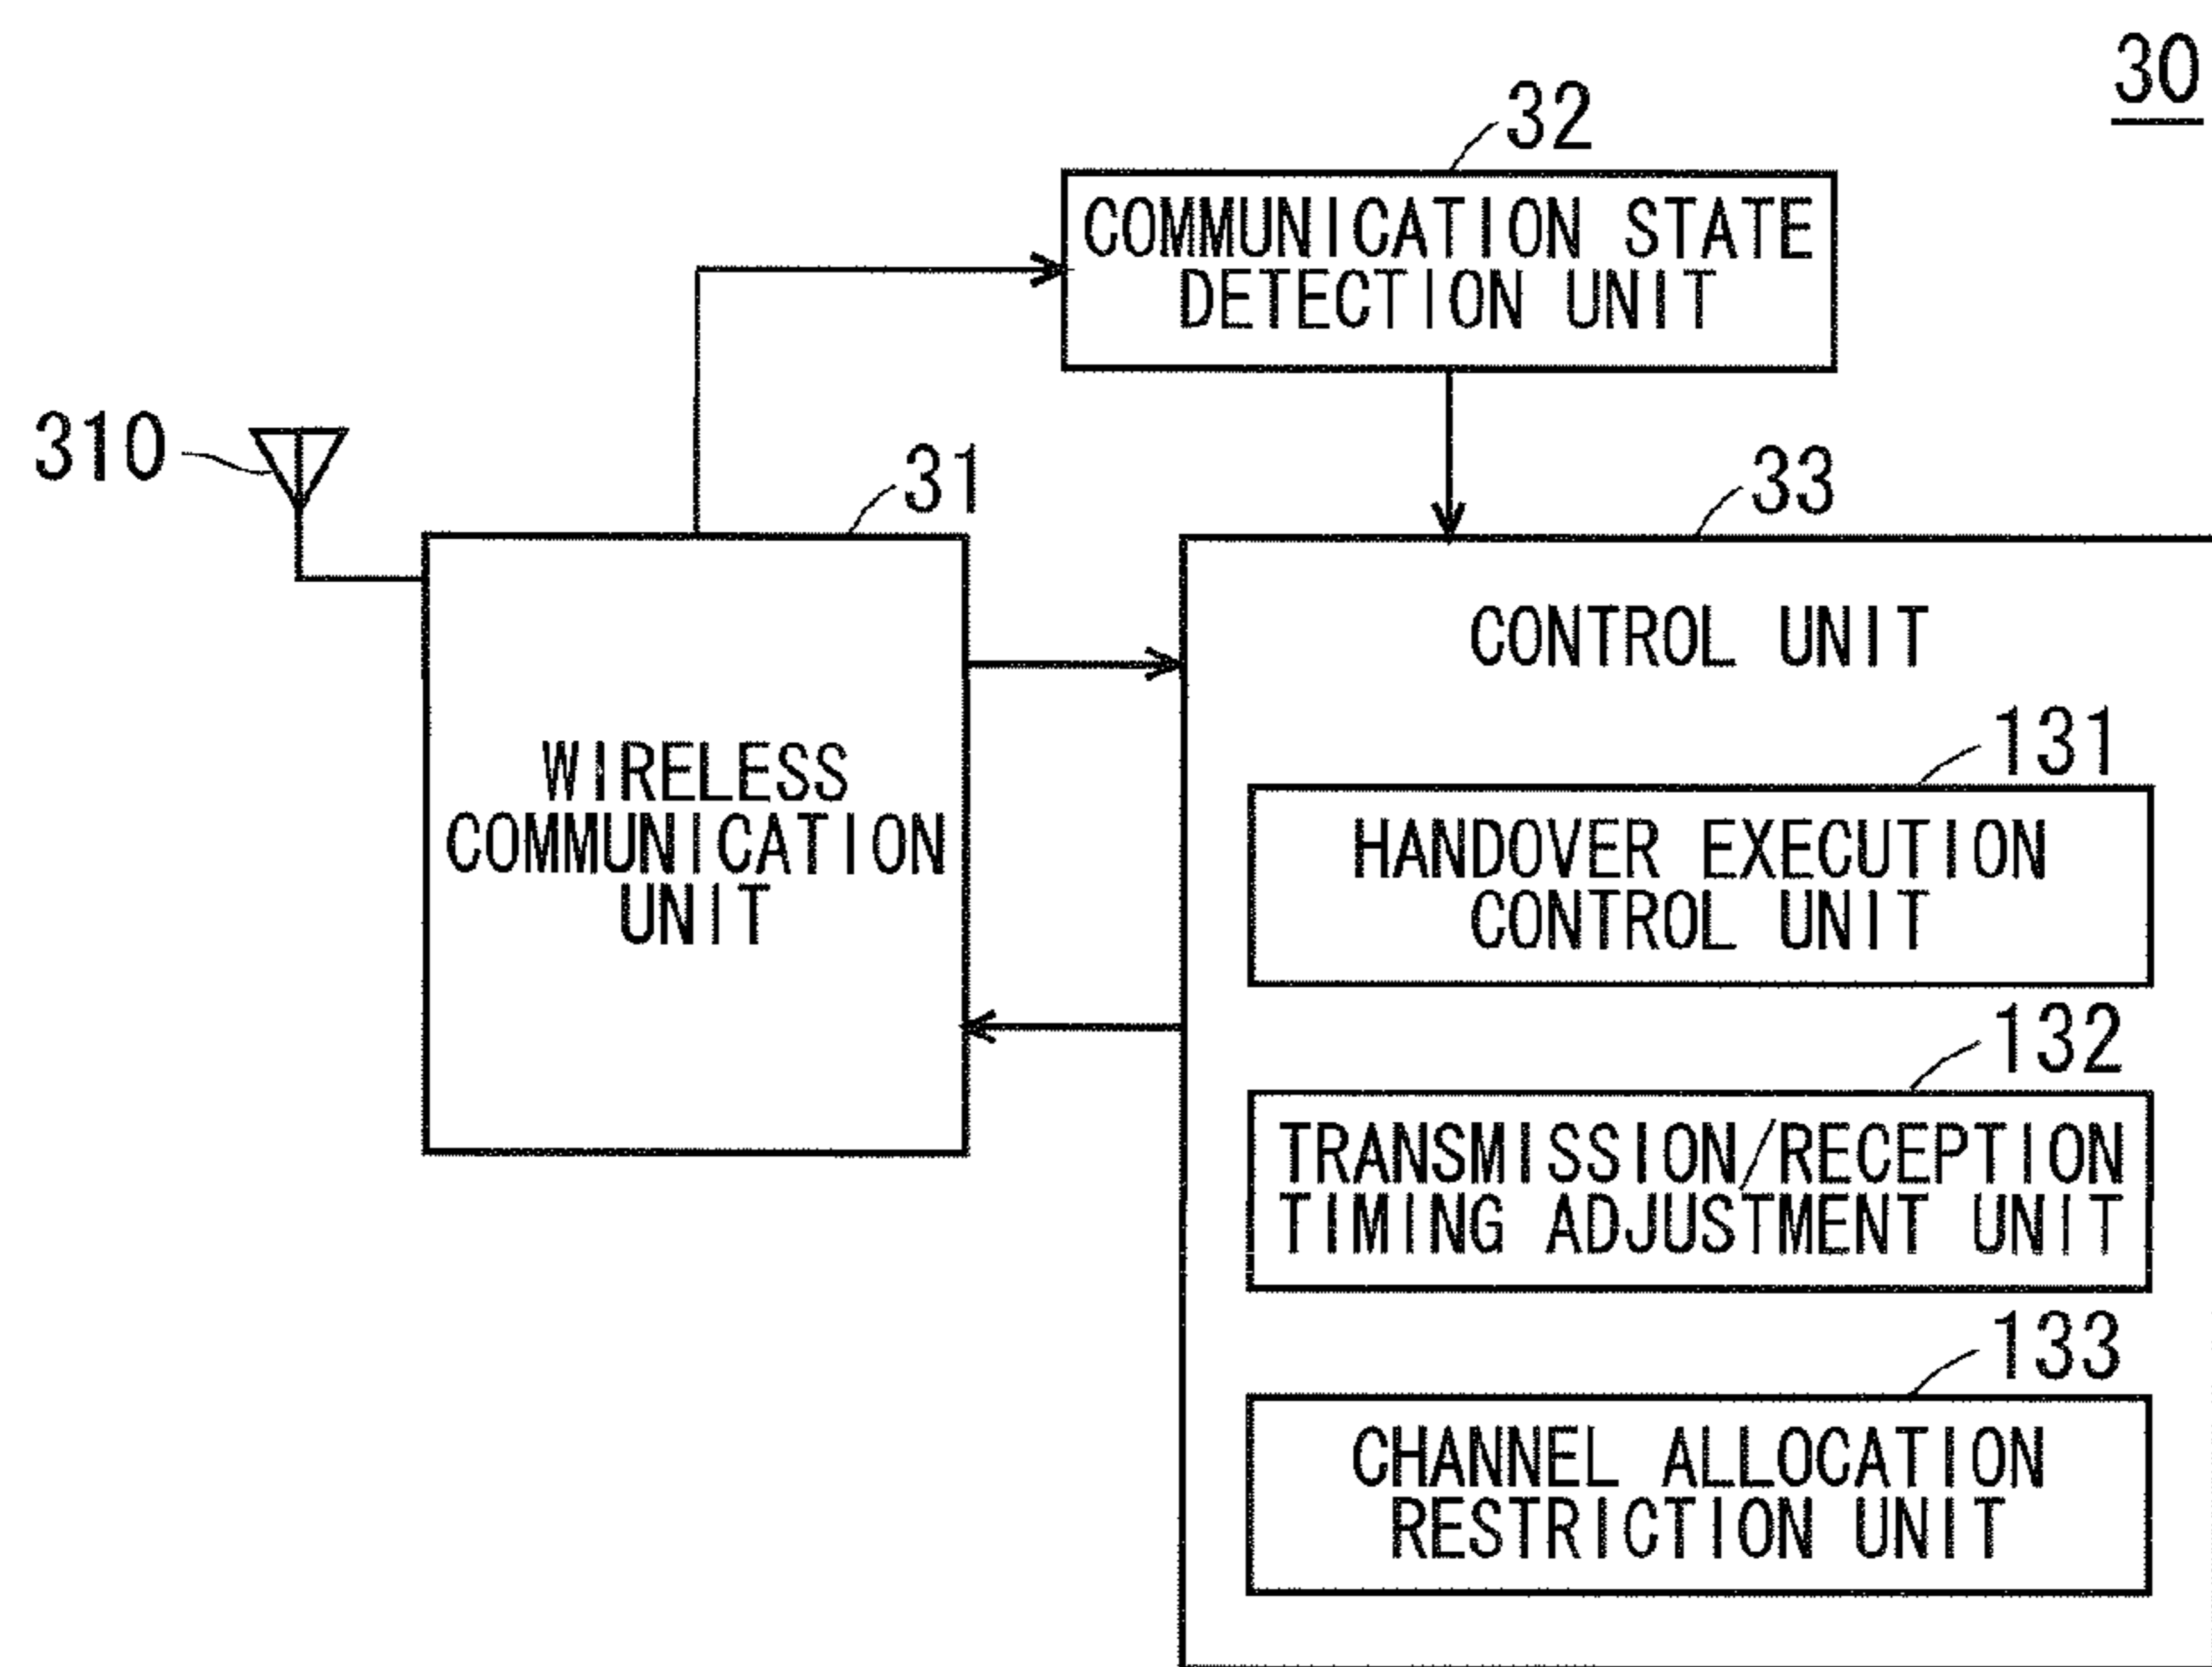 30
32
COMMUNICATION STATE
DETECTION UNIT
310
31
33
CONTROL UNIT
WIRELESS
COMMUNICATION
UNIT
131
HANDOVER EXECUTION
CONTROL UNIT
132
TRANSMISSION/RECEPTION
TIMING ADJUSTMENT UNIT
133
CHANNEL ALLOCATION
RESTRICTION UNIT